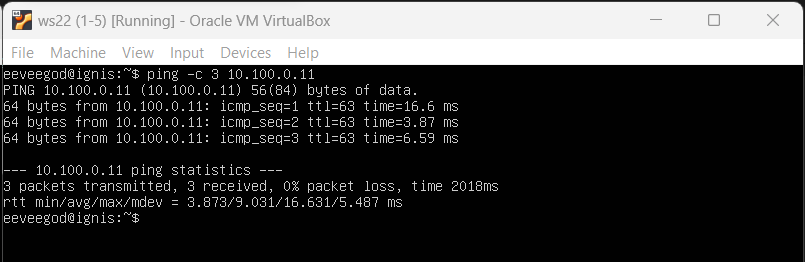 ws22 (1-5) [Running] - Oracle VM VirtualBox
File Machine View Input Devices Help
eeveegod@ignis:~$ ping -c 3 10.100.0.11
PING 10.100.0.11 (10.100.0.11) 56(84) bytes of data.
64 bytes from 10.100.0.11: icmp_seq=1 ttl=63 time=16.6 ms
64 bytes from 10.100.0.11: icmp_seq=2 ttl=63 time=3.87 ms
64 bytes from 10.100.0.11: icmp_seq=3 ttl=63 time=6.59 ms
--- 10.100.0.11 ping statistics ---
3 packets transmitted, 3 received, 0% packet loss, time 2018ms
rtt min/avg/max/mdev = 3.873/9.031/16.631/5.487 ms
eeveegod@ignis:~$